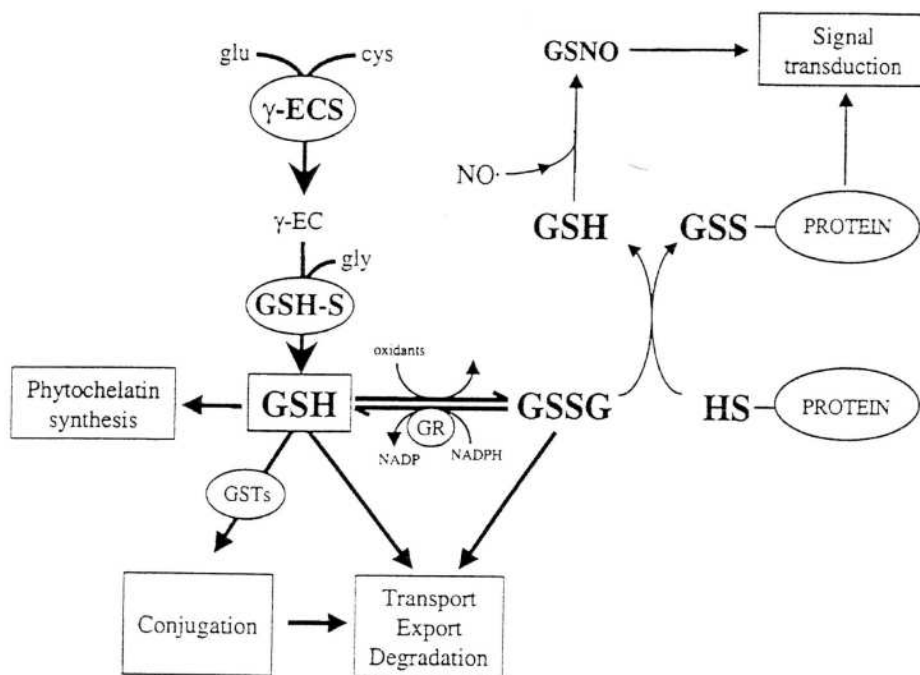 glu
cys
γ-ECS
γ-EC
gly
GSH-S
GSNO
Signal
transduction
NO·
GSH
GSS
PROTEIN
oxidants
Phytochelatin
synthesis
GSH
GSSG
HS
PROTEIN
GR
NADP
NADPH
GSTs
Conjugation
Transport
Export
Degradation